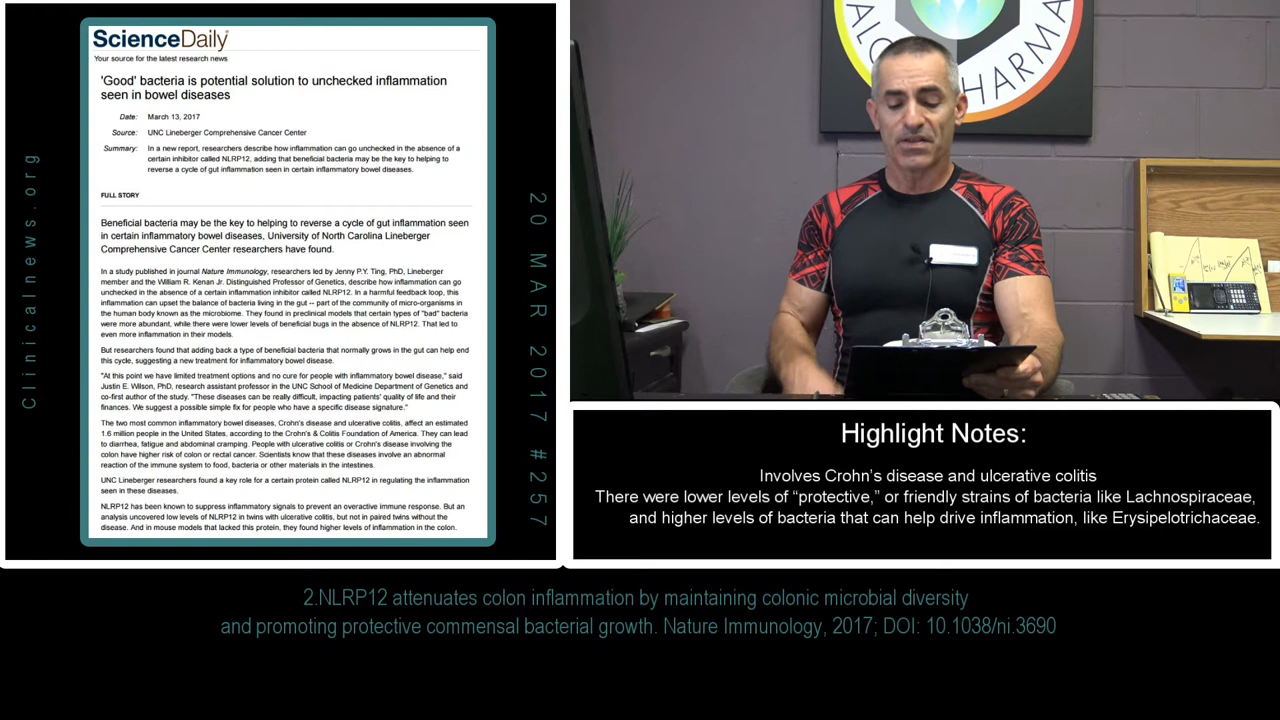 ScienceDaily
Your source for the latest research news
'Good' bacteria is potential solution to unchecked inflammation
seen in bowel diseases
Date: March 13, 2017
Source: UNC Lineberger Comprehensive Cancer Center
Summary: In a new report, researchers describe how inflammation can go unchecked in the absence of a
certain inhibitor called NLRP12, adding that beneficial bacteria may be the key to helping to
reverse a cycle of gut inflammation seen in certain inflammatory bowel diseases.
FULL STORY
Beneficial bacteria may be the key to helping to reverse a cycle of gut inflammation seen
in certain inflammatory bowel diseases, University of North Carolina Lineberger
Comprehensive Cancer Center researchers have found.
In a study published in journal Nature Immunology, researchers led by Jenny P.Y. Ting, PhD, Lineberger
member and the William R. Kenan Jr. Distinguished Professor of Genetics, describe how inflammation can go
unchecked in the absence of a certain inflammation inhibitor called NLRP12. In a harmful feedback loop, this
inflammation can upset the balance of bacteria living in the gut -- part of the community of micro-organisms in
the human body known as the microbiome. They found in preclinical models that certain types of "bad" bacteria
were more abundant, while there were lower levels of beneficial bugs in the absence of NLRP12. That led to
even more inflammation in their models.
But researchers found that adding back a type of beneficial bacteria that normally grows in the gut can help end
this cycle, suggesting a new treatment for inflammatory bowel disease.
"At this point we have limited treatment options and no cure for people with inflammatory bowel disease," said
Justin E. Wilson, PhD, research assistant professor in the UNC School of Medicine Department of Genetics and
co-first author of the study. "These diseases can be really difficult, impacting patients' quality of life and their
finances. We suggest a possible simple fix for people who have a specific disease signature."
The two most common inflammatory bowel diseases, Crohn's disease and ulcerative colitis, affect an estimated
1.6 million people in the United States, according to the Crohn's & Colitis Foundation of America. They can lead
to diarrhea, fatigue and abdominal cramping. People with ulcerative colitis or Crohn's disease involving the
colon have higher risk of colon or rectal cancer. Scientists know that these diseases involve an abnormal
reaction of the immune system to food, bacteria or other materials in the intestines.
UNC Lineberger researchers found a key role for a certain protein called NLRP12 in regulating the inflammation
seen in these diseases.
NLRP12 has been known to suppress inflammatory signals to prevent an overactive immune response. But an
analysis uncovered low levels of NLRP12 in twins with ulcerative colitis, but not in paired twins without the
disease. And in mouse models that lacked this protein, they found higher levels of inflammation in the colon.
Clinicalnews.org
20 MAR 2017 #257
HARMA
Highlight Notes:
Involves Crohn's disease and ulcerative colitis
There were lower levels of “protective,” or friendly strains of bacteria like Lachnospiraceae,
and higher levels of bacteria that can help drive inflammation, like Erysipelotrichaceae.
2.NLRP12 attenuates colon inflammation by maintaining colonic microbial diversity
and promoting protective commensal bacterial growth. Nature Immunology, 2017; DOI: 10.1038/ni.3690